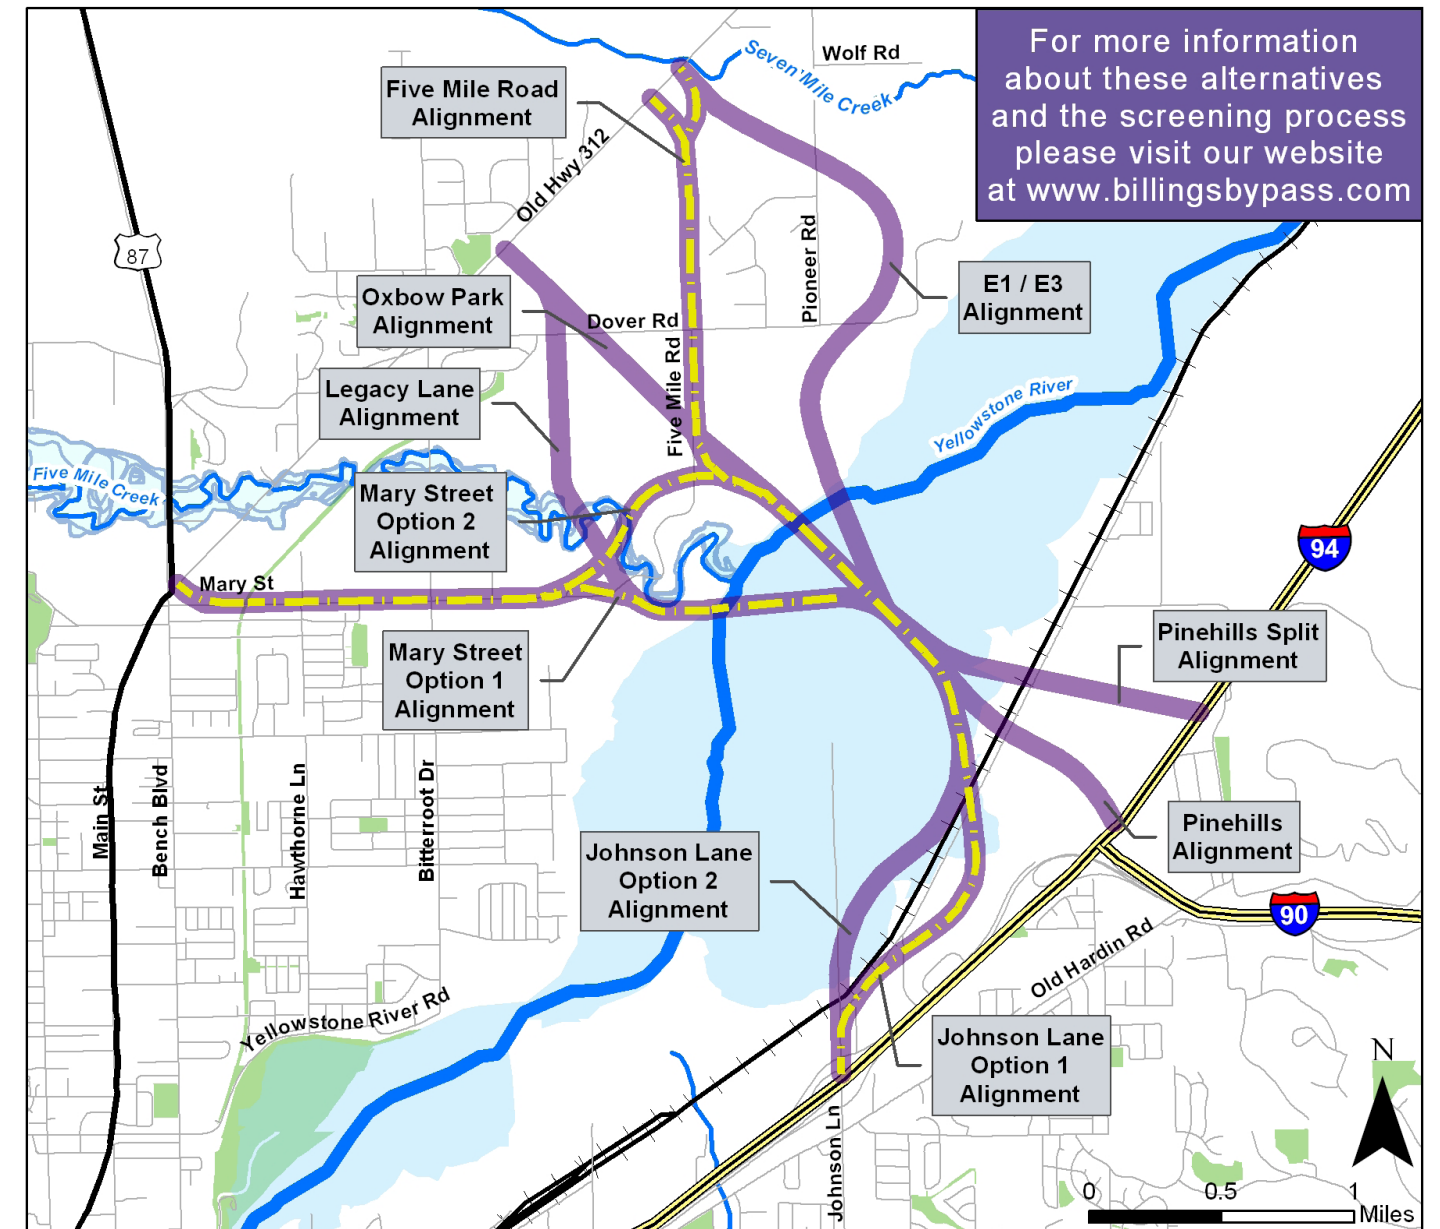 For more information
about these alternatives
and the screening process
please visit our website
at www.billingsbypass.com
Wolf Rd
Seven Mile Creek
Five Mile Road
Alignment
Old Hwy 312
87
Pioneer Rd
E1 / E3
Alignment
Oxbow Park
Alignment
Dover Rd
Five Mile Rd
Legacy Lane
Alignment
Yellowstone River
Five Mile Creek
Mary Street
Option 2
Alignment
94
Mary St
Pinehills Split
Alignment
Mary Street
Option 1
Alignment
Main St
Bench Blvd
Hawthorne Ln
Bitterroot Dr
Pinehills
Alignment
Johnson Lane
Option 2
Alignment
90
Old Hardin Rd
Yellowstone River Rd
Johnson Lane
Option 1
Alignment
N
Johnson Ln
0 0.5 1
Miles